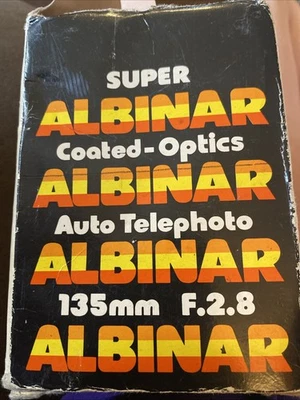 SUPER
ALBINAR
Coated-Optics
ALBINAR
Auto Telephoto
ALBINAR
135mm F.2.8
ALBINAR